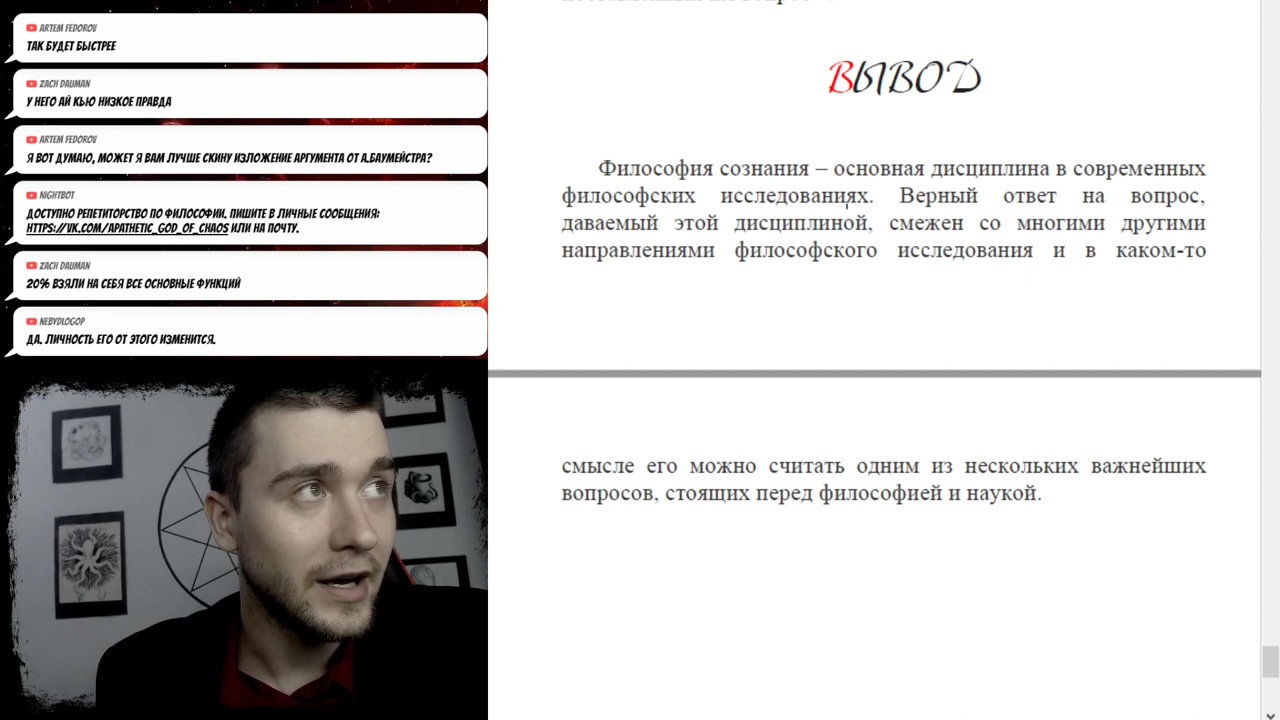 ARTEM FEDOROV
ТАК БУДЕТ БЫСТРЕЕ
ZACH DAUMAN
У НЕГО АЙ КЬЮ НИЗКОЕ ПРАВДА
ARTEM FEDOROV
Я ВОТ ДУМАЮ, МОЖЕТ Я ВАМ ЛУЧШЕ СКИНУ ИЗЛОЖЕНИЕ АРГУМЕНТА ОТ А.БАУМЕЙСТРА?
NIGHTBOT
ДОСТУПНО РЕПЕТИТОРСТВО ПО ФИЛОСОФИИ. ПИШИТЕ В ЛИЧНЫЕ СООБЩЕНИЯ:
HTTPS://VK.COM/APATHETIC_GOD_OF_CHAOS ИЛИ НА ПОЧТУ.
ZACH DAUMAN
20% ВЗЯЛИ НА СЕБЯ ВСЕ ОСНОВНЫЕ ФУНКЦИЙ
NEBYDLOGOP
ДА. ЛИЧНОСТЬ ЕГО ОТ ЭТОГО ИЗМЕНИТСЯ.
ВЫВОД
Философия сознания – основная дисциплина в современных
философских исследованиях. Верный ответ на вопрос,
даваемый этой дисциплиной, смежен со многими другими
направлениями философского исследования и в каком-то
смысле его можно считать одним из нескольких важнейших
вопросов, стоящих перед философией и наукой.